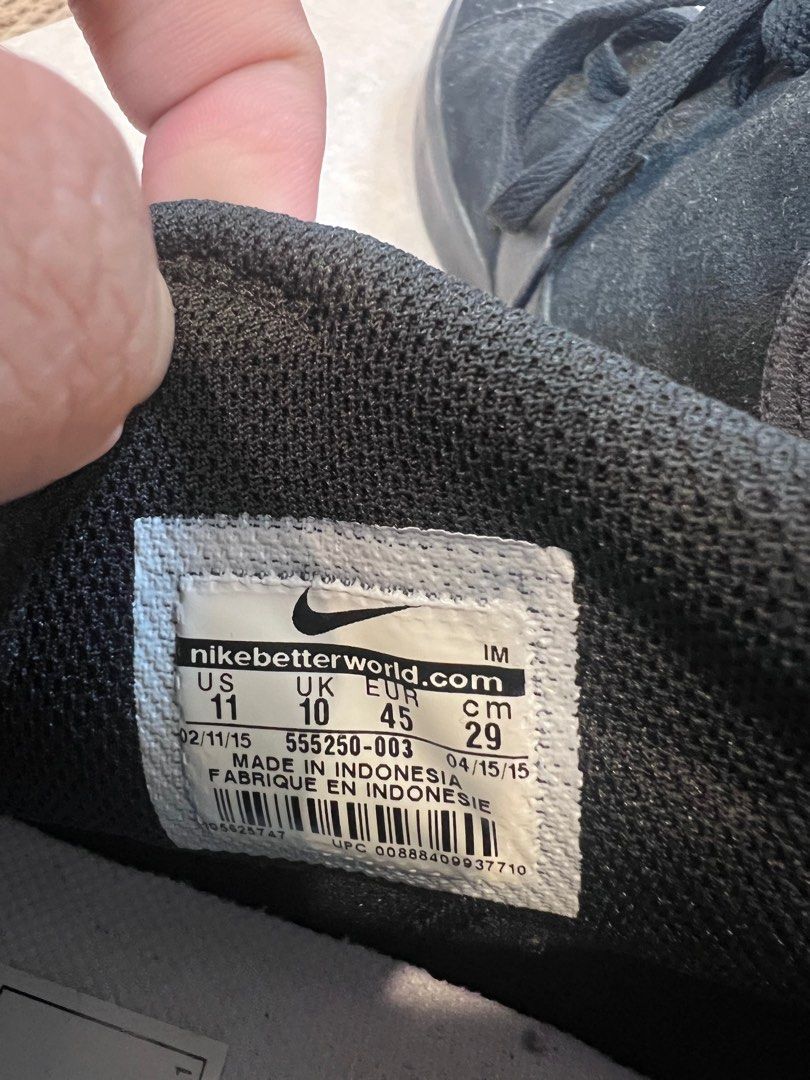 IM
nikebetterworld.com
US UK EUR cm
11 10 45 29
02/11/15 555250-003 04/15/15
MADE IN INDONESIA
FABRIQUE EN INDONESIE
UPC 00888409937710